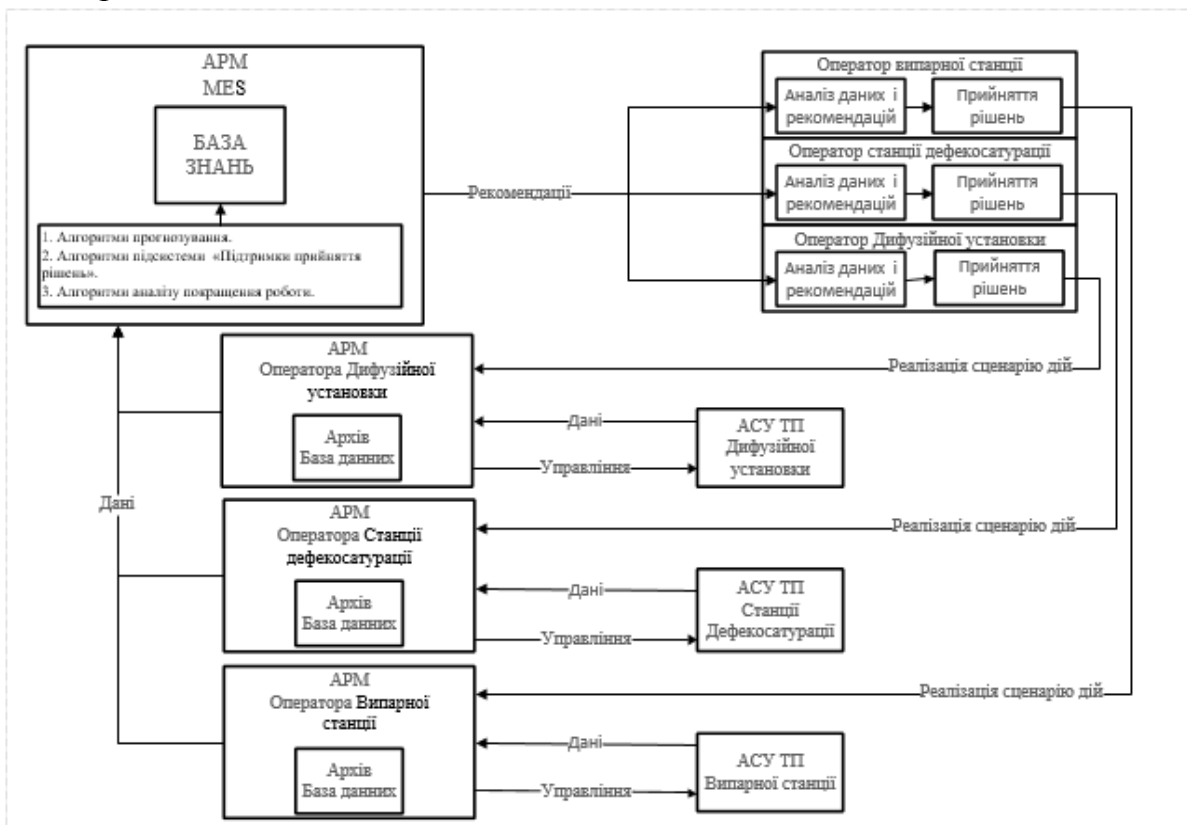 АРМ
MES
БАЗА
ЗНАНЬ
1. Алгоритми прогнозування.
2. Алгоритми підсистеми «Підтримки прийняття
рішень».
3. Алгоритми аналізу покращення роботи.
Рекомендації
Оператор випарної станції
Аналіз даних і
рекомендацій
Прийняття
рішень
Оператор станції дефекосатурації
Аналіз даних і
рекомендацій
Прийняття
рішень
Оператор Дифузійної установки
Аналіз даних і
рекомендацій
Прийняття
рішень
АРМ
Оператора Дифузійної
установки
Архів
База данних
Реалізація сценарію дій
Дані
Управління
АСУ ТП
Дифузійної
установки
Дані
АРМ
Оператора Станції
дефекосатурації
Архів
База данних
Реалізація сценарію дій
Дані
Управління
АСУ ТП
Станції
Дефекосатурації
АРМ
Оператора Випарної
станції
Архів
База данних
Реалізація сценарію дій
Дані
Управління
АСУ ТП
Випарної станції